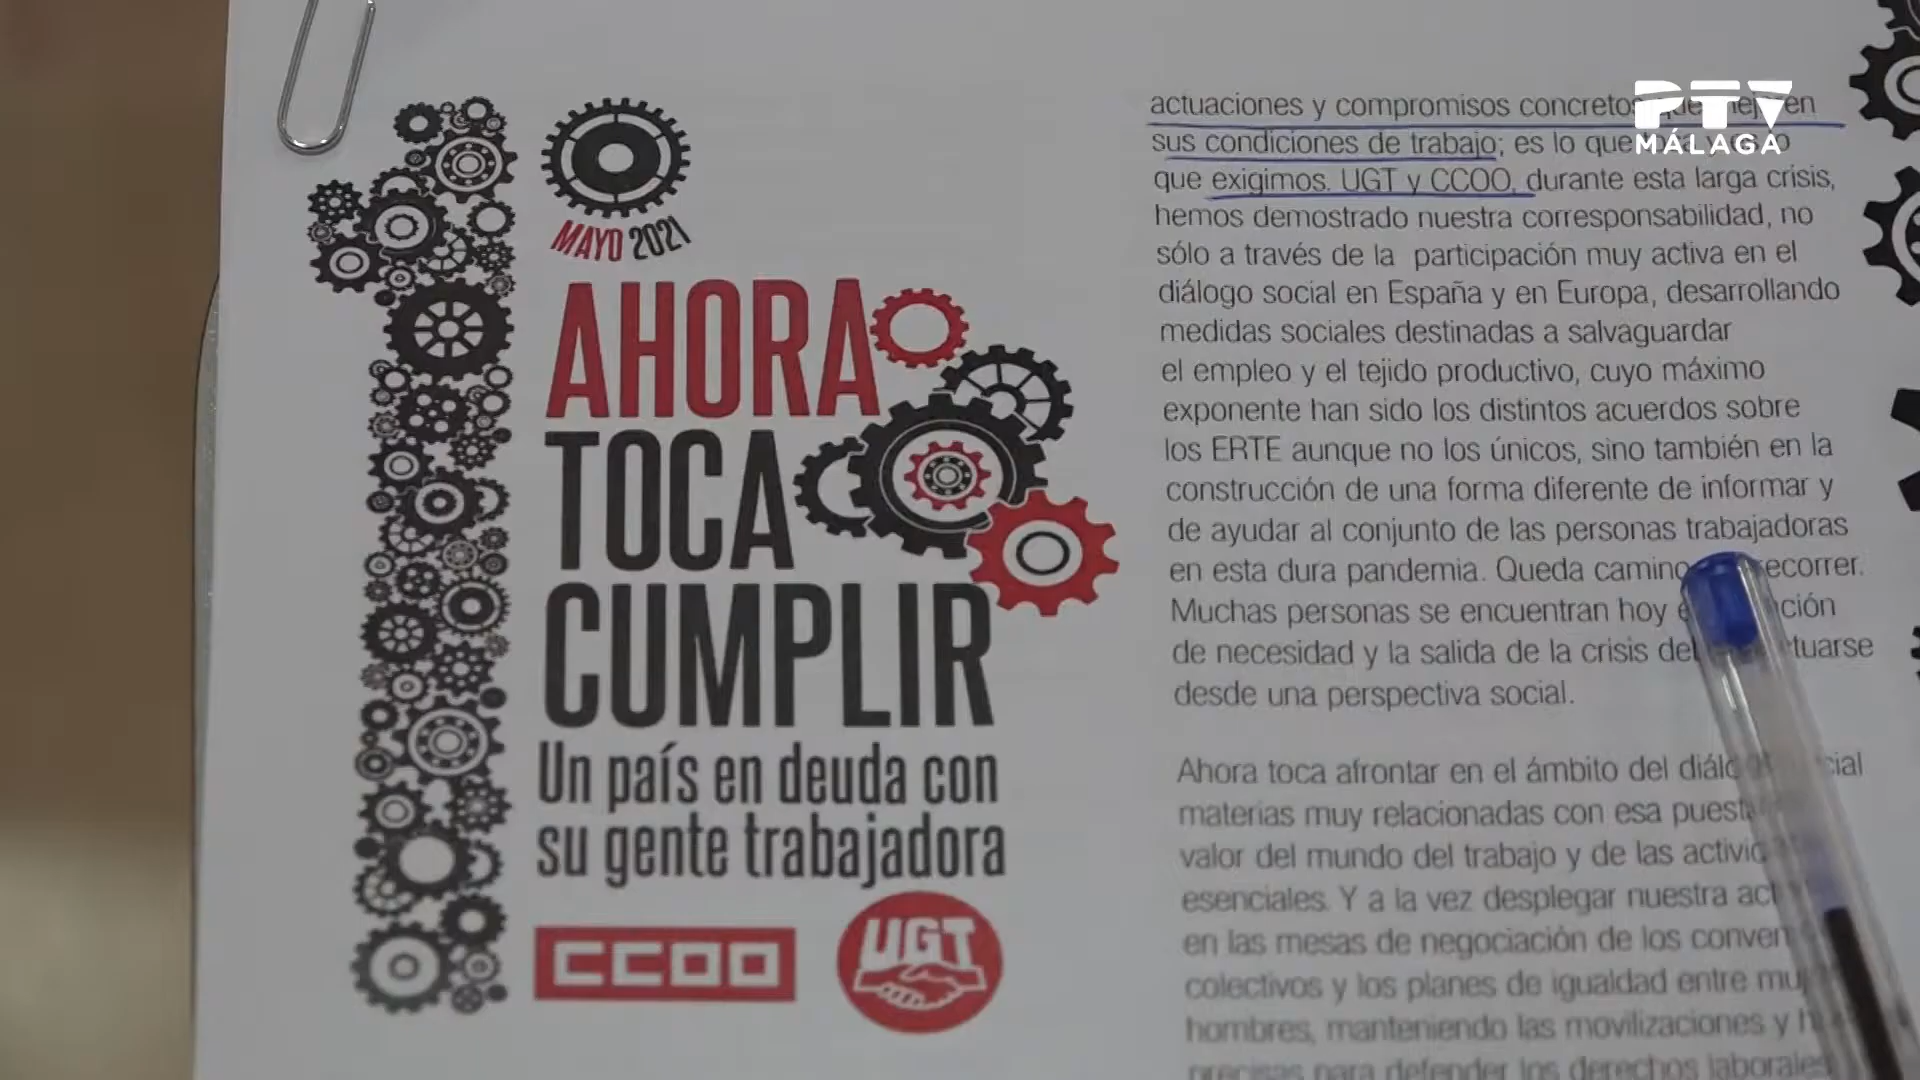 1º
MAYO 2021
AHORA
TOCA
CUMPLIR
Un país en deuda con
su gente trabajadora
CCOO
UGT
actuaciones y compromisos concretos
sus condiciones de trabajo; es lo que
que exigimos. UGT y CCOO, durante esta larga crisis,
hemos demostrado nuestra corresponsabilidad, no
sólo a través de la participación muy activa en el
diálogo social en España y en Europa, desarrollando
medidas sociales destinadas a salvaguardar
el empleo y el tejido productivo, cuyo máximo
exponente han sido los distintos acuerdos sobre
los ERTE aunque no los únicos, sino también en la
construcción de una forma diferente de informar y
de ayudar al conjunto de las personas trabajadoras
en esta dura pandemia. Queda camino recorrer.
Muchas personas se encuentran hoy
de necesidad y la salida de la crisis
desde una perspectiva social.
Ahora toca afrontar en el ámbito del
materias muy relacionadas con esa
valor del mundo del trabajo y de las
esenciales. Y a la vez desplegar nuestra
en las mesas de negociación de los
colectivos y los planes de igualdad entre
hombres, manteniendo las movilizaciones y
precisas para defender los derechos laborales
PTV
MÁLAGA